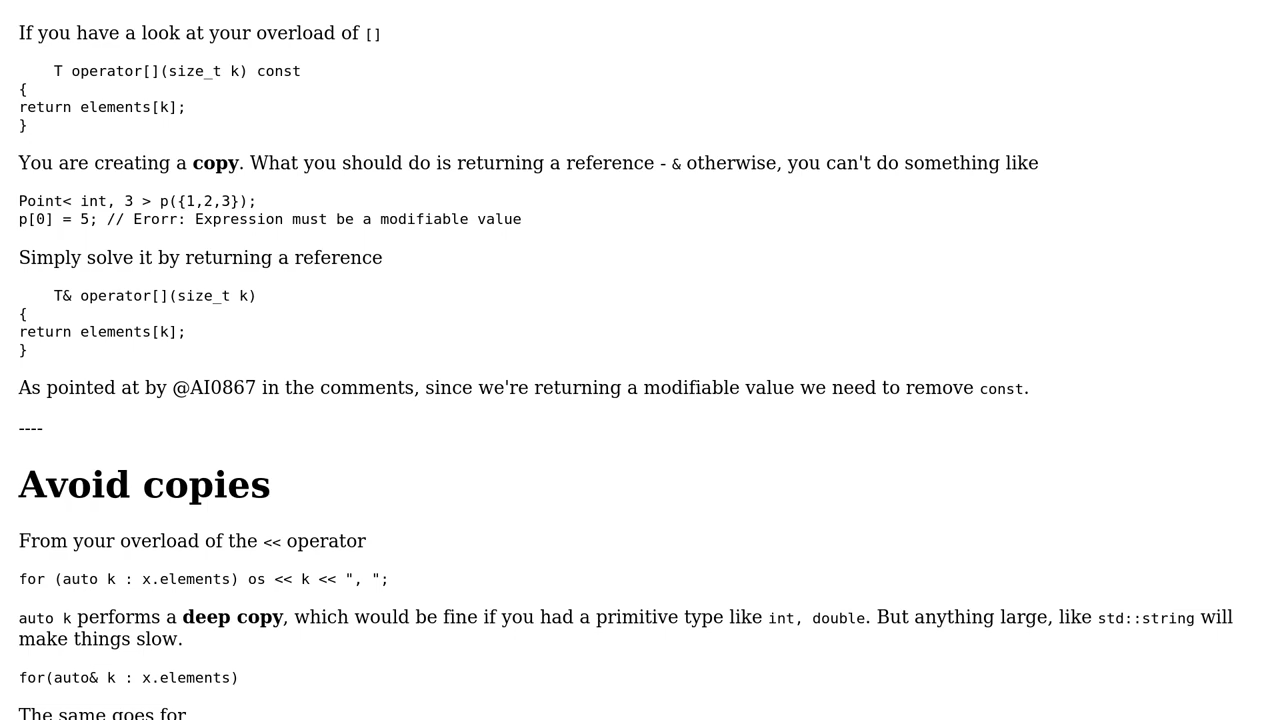 If you have a look at your overload of []
T operator[](size_t k) const
{
return elements[k];
}
You are creating a copy. What you should do is returning a reference - & otherwise, you can't do something like
Point< int, 3 > p({1,2,3});
p[0] = 5; // Erorr: Expression must be a modifiable value
Simply solve it by returning a reference
T& operator[](size_t k)
{
return elements[k];
}
As pointed at by @AI0867 in the comments, since we're returning a modifiable value we need to remove const.
----
Avoid copies
From your overload of the << operator
for (auto k : x.elements) os << k << ", ";
auto k performs a deep copy, which would be fine if you had a primitive type like int, double. But anything large, like std::string will
make things slow.
for(auto& k : x.elements)
The same goes for